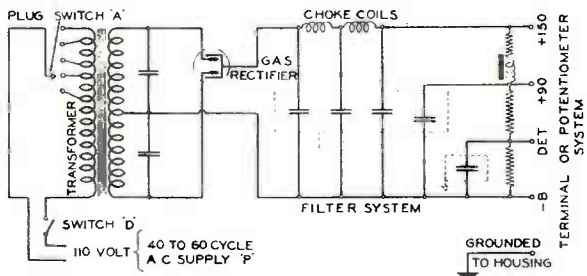 PLUG SWITCH "A"
CHOKE COILS
GAS
RECTIFIER
TRANSFORMER
+150
+90
DET
-B
TERMINAL OR POTENTIOMETER
SYSTEM
FILTER SYSTEM
SWITCH "D"
110 VOLT
40 TO 60 CYCLE
A C SUPPLY "P"
GROUNDED
TO HOUSING